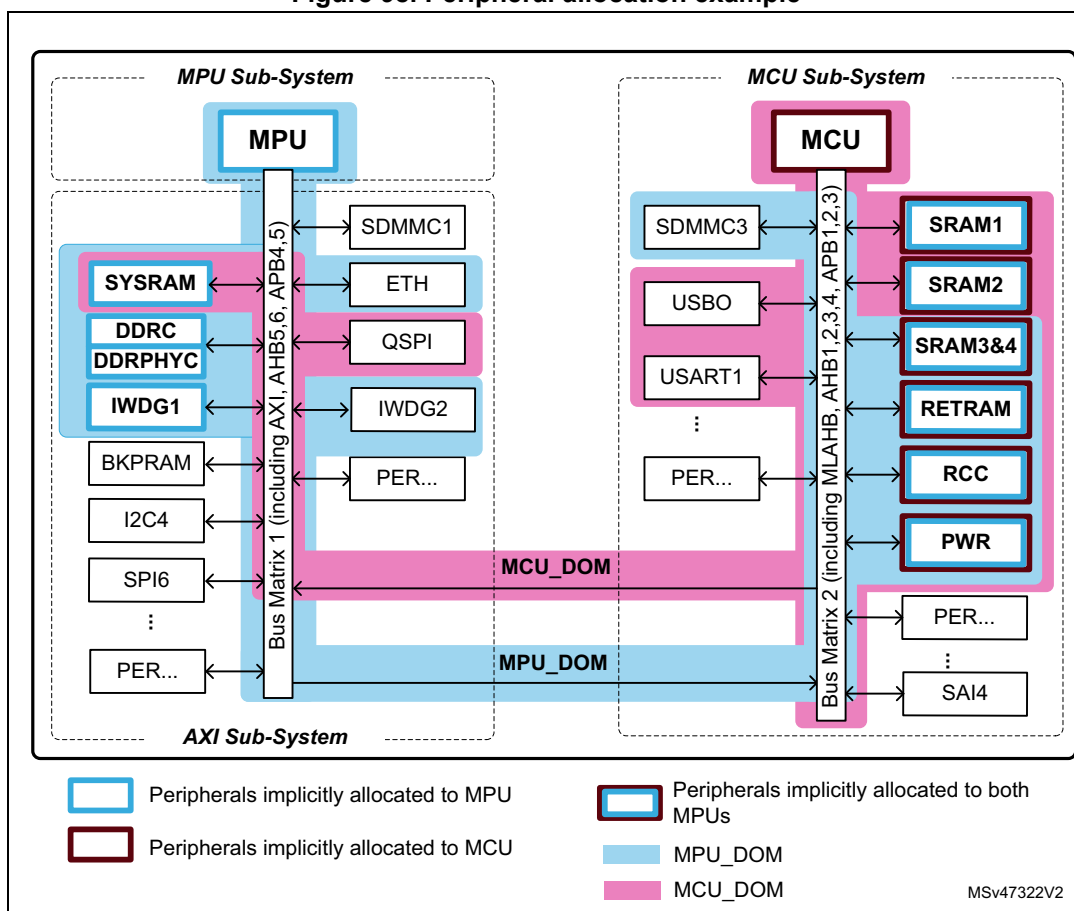 MPU Sub-System
MCU Sub-System
MPU
MCU
SDMMC1
SYSRAM
ETH
DDRC
DDRPHYC
QSPI
IWDG1
IWDG2
BKPRAM
PER...
I2C4
SPI6
...
PER...
Bus Matrix 1 (including AXI, AHB5,6, APB4,5)
AXI Sub-System
MCU_DOM
MPU_DOM
SDMMC3
SRAM1
USBO
SRAM2
SRAM3&4
USART1
...
RETRAM
PER...
RCC
PWR
PER...
...
SAI4
Bus Matrix 2 (including MLAHB, AHB1,2,3,4, APB1,2,3)
Peripherals implicitly allocated to MPU
Peripherals implicitly allocated to MCU
Peripherals implicitly allocated to both
MPUs
MPU_DOM
MCU_DOM
MSv47322V2